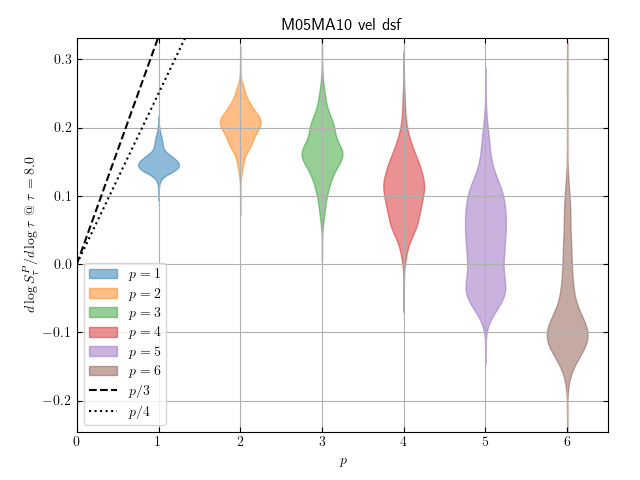 M05MA10 vel dsf
d log S_τ^P / d log τ @ τ = 8.0
0.3
0.2
0.1
0.0
−0.1
−0.2
p = 1
p = 2
p = 3
p = 4
p = 5
p = 6
p/3
p/4
0 1 2 3 4 5 6
p